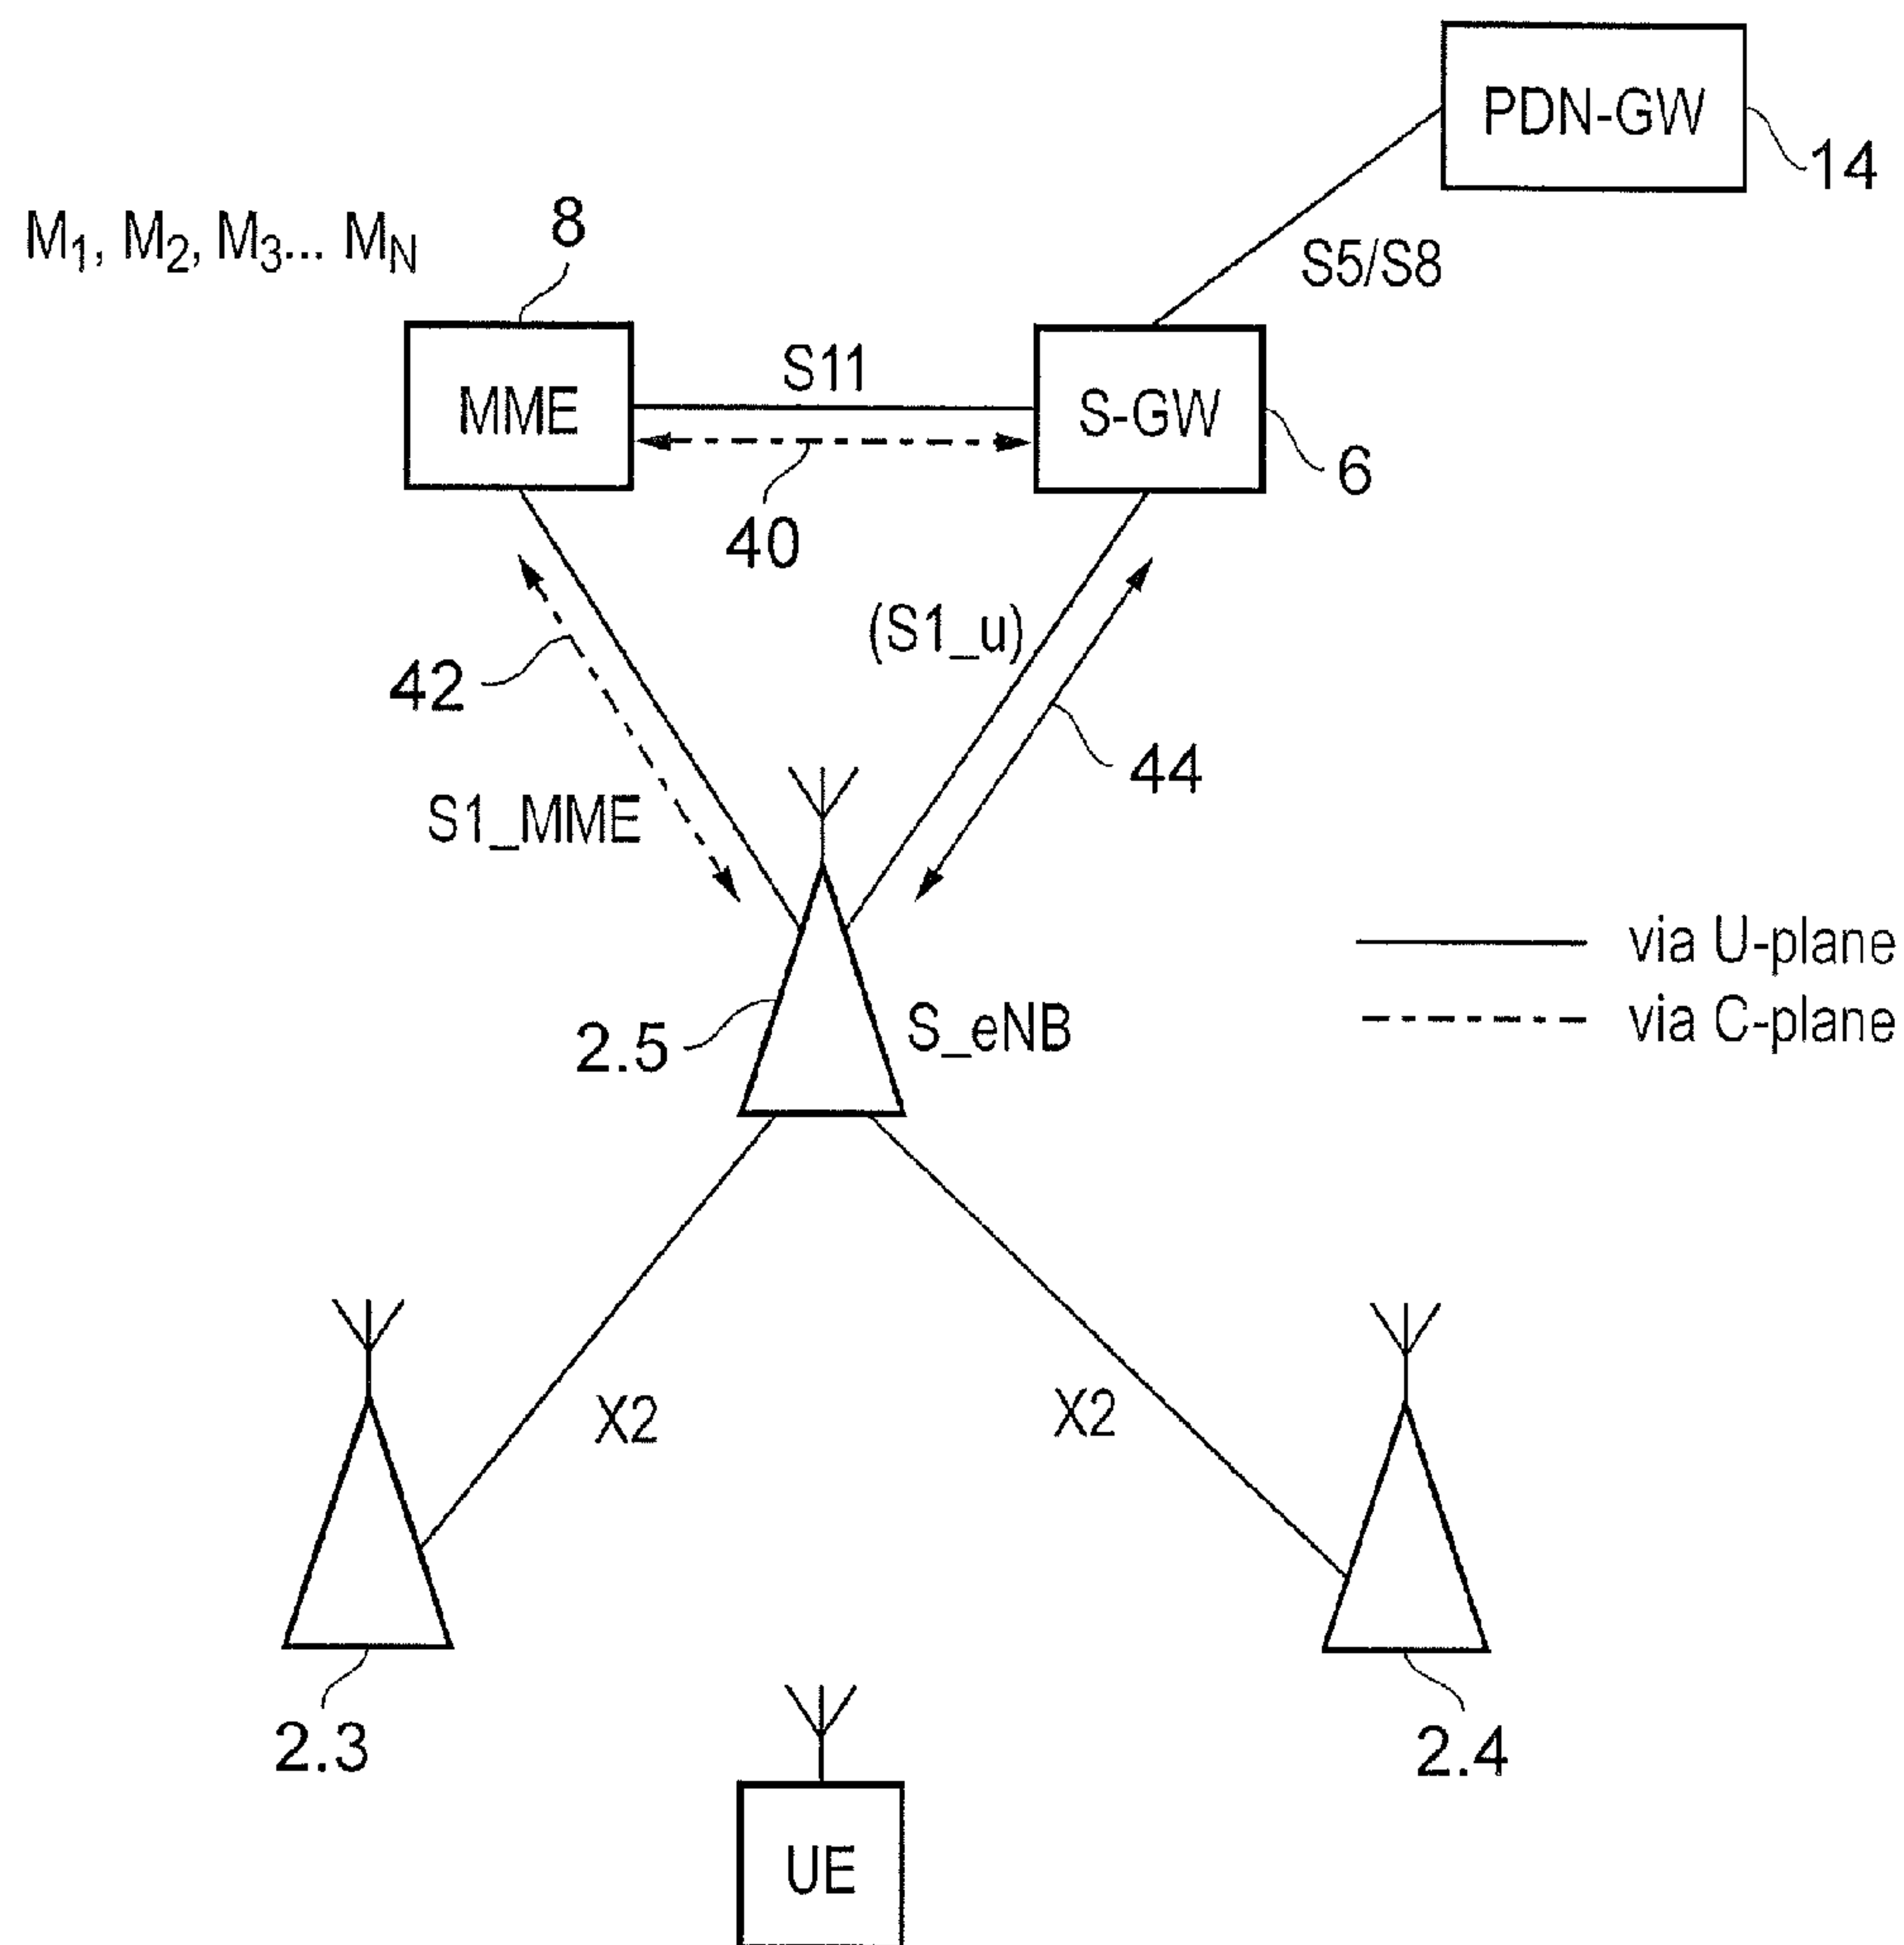 PDN-GW
14
M1, M2, M3... MN
8
S5/S8
MME
S11
S-GW
6
40
(S1_u)
42
44
S1_MME
via U-plane
2.5
S_eNB
via C-plane
X2
X2
2.3
2.4
UE